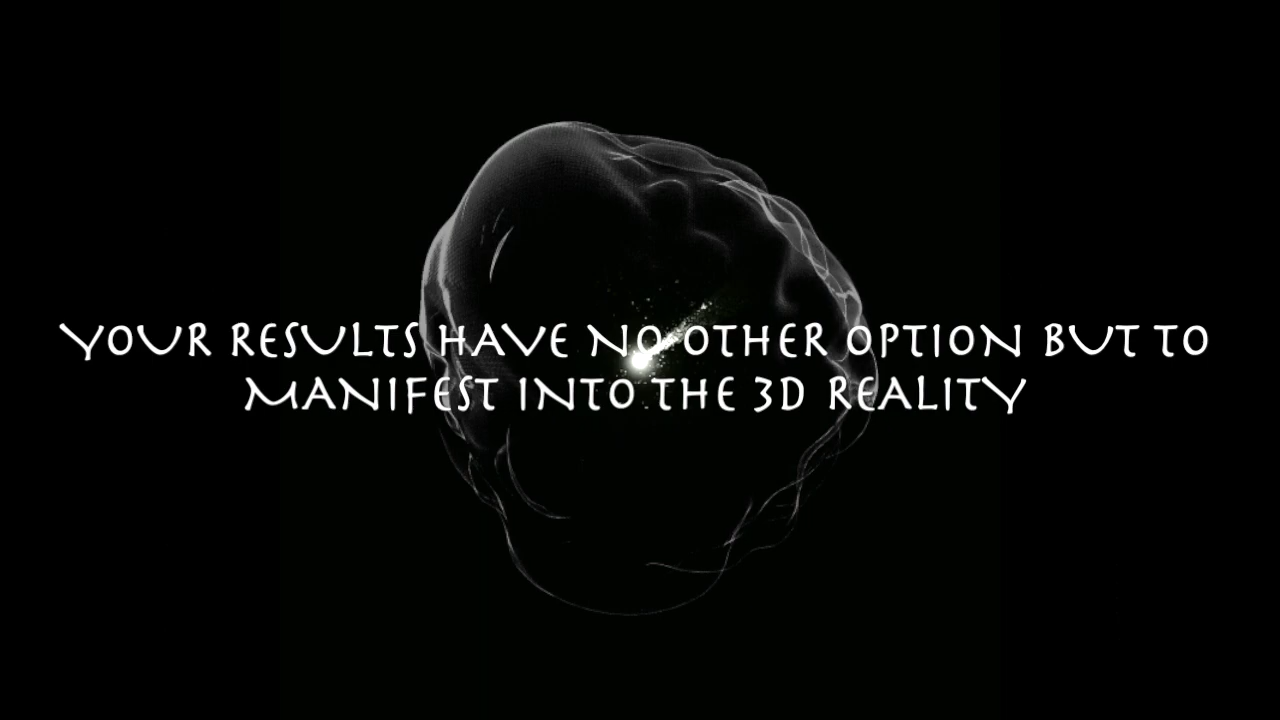 YOUR RESULTS HAVE NO OTHER OPTION BUT TO
MANIFEST INTO THE 3D REALITY